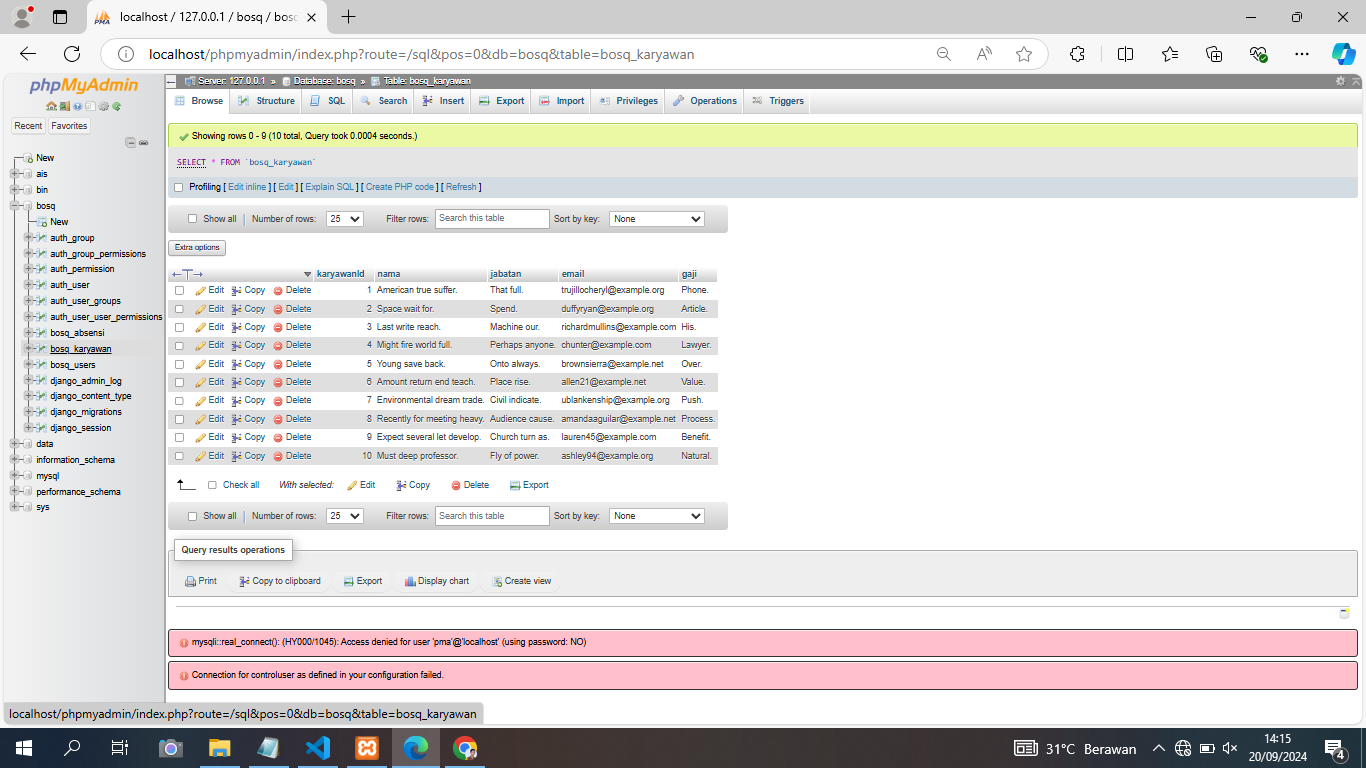 localhost / 127.0.0.1 / bosq / bosq
localhost/phpmyadmin/index.php?route=/sql&pos=0&db=bosq&table=bosq_karyawan
phpMyAdmin
Recent Favorites
New
ais
bin
bosq
New
auth_group
auth_group_permissions
auth_permission
auth_user
auth_user_groups
auth_user_user_permissions
bosq_absensi
bosq_karyawan
bosq_users
django_admin_log
django_content_type
django_migrations
django_session
data
information_schema
mysql
performance_schema
sys
Server: 127.0.0.1 » Database: bosq » Table: bosq_karyawan
Browse Structure SQL Search Insert Export Import Privileges Operations Triggers
Showing rows 0 - 9 (10 total, Query took 0.0004 seconds.)
SELECT * FROM `bosq_karyawan`
Profiling [ Edit inline ] [ Edit ] [ Explain SQL ] [ Create PHP code ] [ Refresh ]
Show all | Number of rows: 25 Filter rows: Search this table Sort by key: None
Extra options
←T→ karyawanId nama jabatan email gaji
Edit Copy Delete 1 American true suffer. That full. trujillocheryl@example.org Phone.
Edit Copy Delete 2 Space wait for. Spend. duffyryan@example.org Article.
Edit Copy Delete 3 Last write reach. Machine our. richardmullins@example.com His.
Edit Copy Delete 4 Might fire world full. Perhaps anyone. chunter@example.com Lawyer.
Edit Copy Delete 5 Young save back. Onto always. brownsierra@example.net Over.
Edit Copy Delete 6 Amount return end teach. Place rise. allen21@example.net Value.
Edit Copy Delete 7 Environmental dream trade. Civil indicate. ublankenship@example.org Push.
Edit Copy Delete 8 Recently for meeting heavy. Audience cause. amandaaguilar@example.net Process.
Edit Copy Delete 9 Expect several let develop. Church turn as. lauren45@example.com Benefit.
Edit Copy Delete 10 Must deep professor. Fly of power. ashley94@example.org Natural.
Check all With selected: Edit Copy Delete Export
Show all | Number of rows: 25 Filter rows: Search this table Sort by key: None
Query results operations
Print Copy to clipboard Export Display chart Create view
mysqli::real_connect(): (HY000/1045): Access denied for user 'pma'@'localhost' (using password: NO)
Connection for controluser as defined in your configuration failed.
localhost/phpmyadmin/index.php?route=/sql&pos=0&db=bosq&table=bosq_karyawan
31°C Berawan
14:15
20/09/2024
4